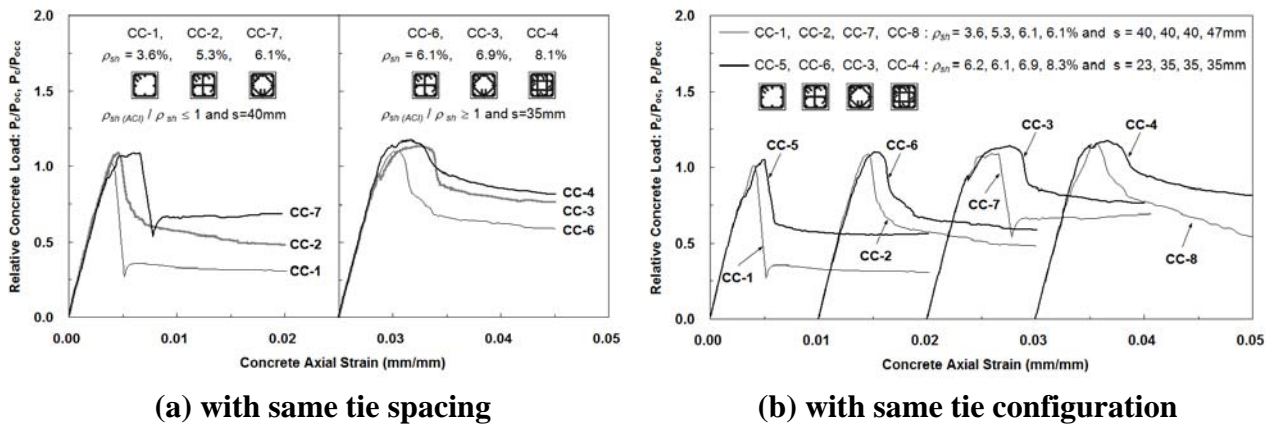 Relative Concrete Load: Pc/Poc, Pc/Pocc
2.0
1.5
1.0
0.5
0.0
CC-1, CC-2, CC-7,
ρsh = 3.6%, 5.3%, 6.1%
ρsh (ACI) / ρ sh ≤ 1 and s=40mm
CC-7
CC-2
CC-1
CC-6, CC-3, CC-4
ρsh = 6.1%, 6.9% 8.1%
ρsh (ACI) / ρ sh ≥ 1 and s=35mm
CC-4
CC-3
CC-6
0.00 0.01 0.02 0.03 0.04 0.05
Concrete Axial Strain (mm/mm)
(a) with same tie spacing
Relative Concrete Load: Pc/Poc, Pc/Pocc
2.0
1.5
1.0
0.5
0.0
CC-1, CC-2, CC-7, CC-8 : ρsh = 3.6, 5.3, 6.1, 6.1% and s = 40, 40, 40, 47mm
CC-5, CC-6, CC-3, CC-4 : ρsh = 6.2, 6.1, 6.9, 8.3% and s = 23, 35, 35, 35mm
CC-5
CC-6
CC-3
CC-4
CC-1
CC-2
CC-7
CC-8
0.00 0.01 0.02 0.03 0.04 0.05
Concrete Axial Strain (mm/mm)
(b) with same tie configuration